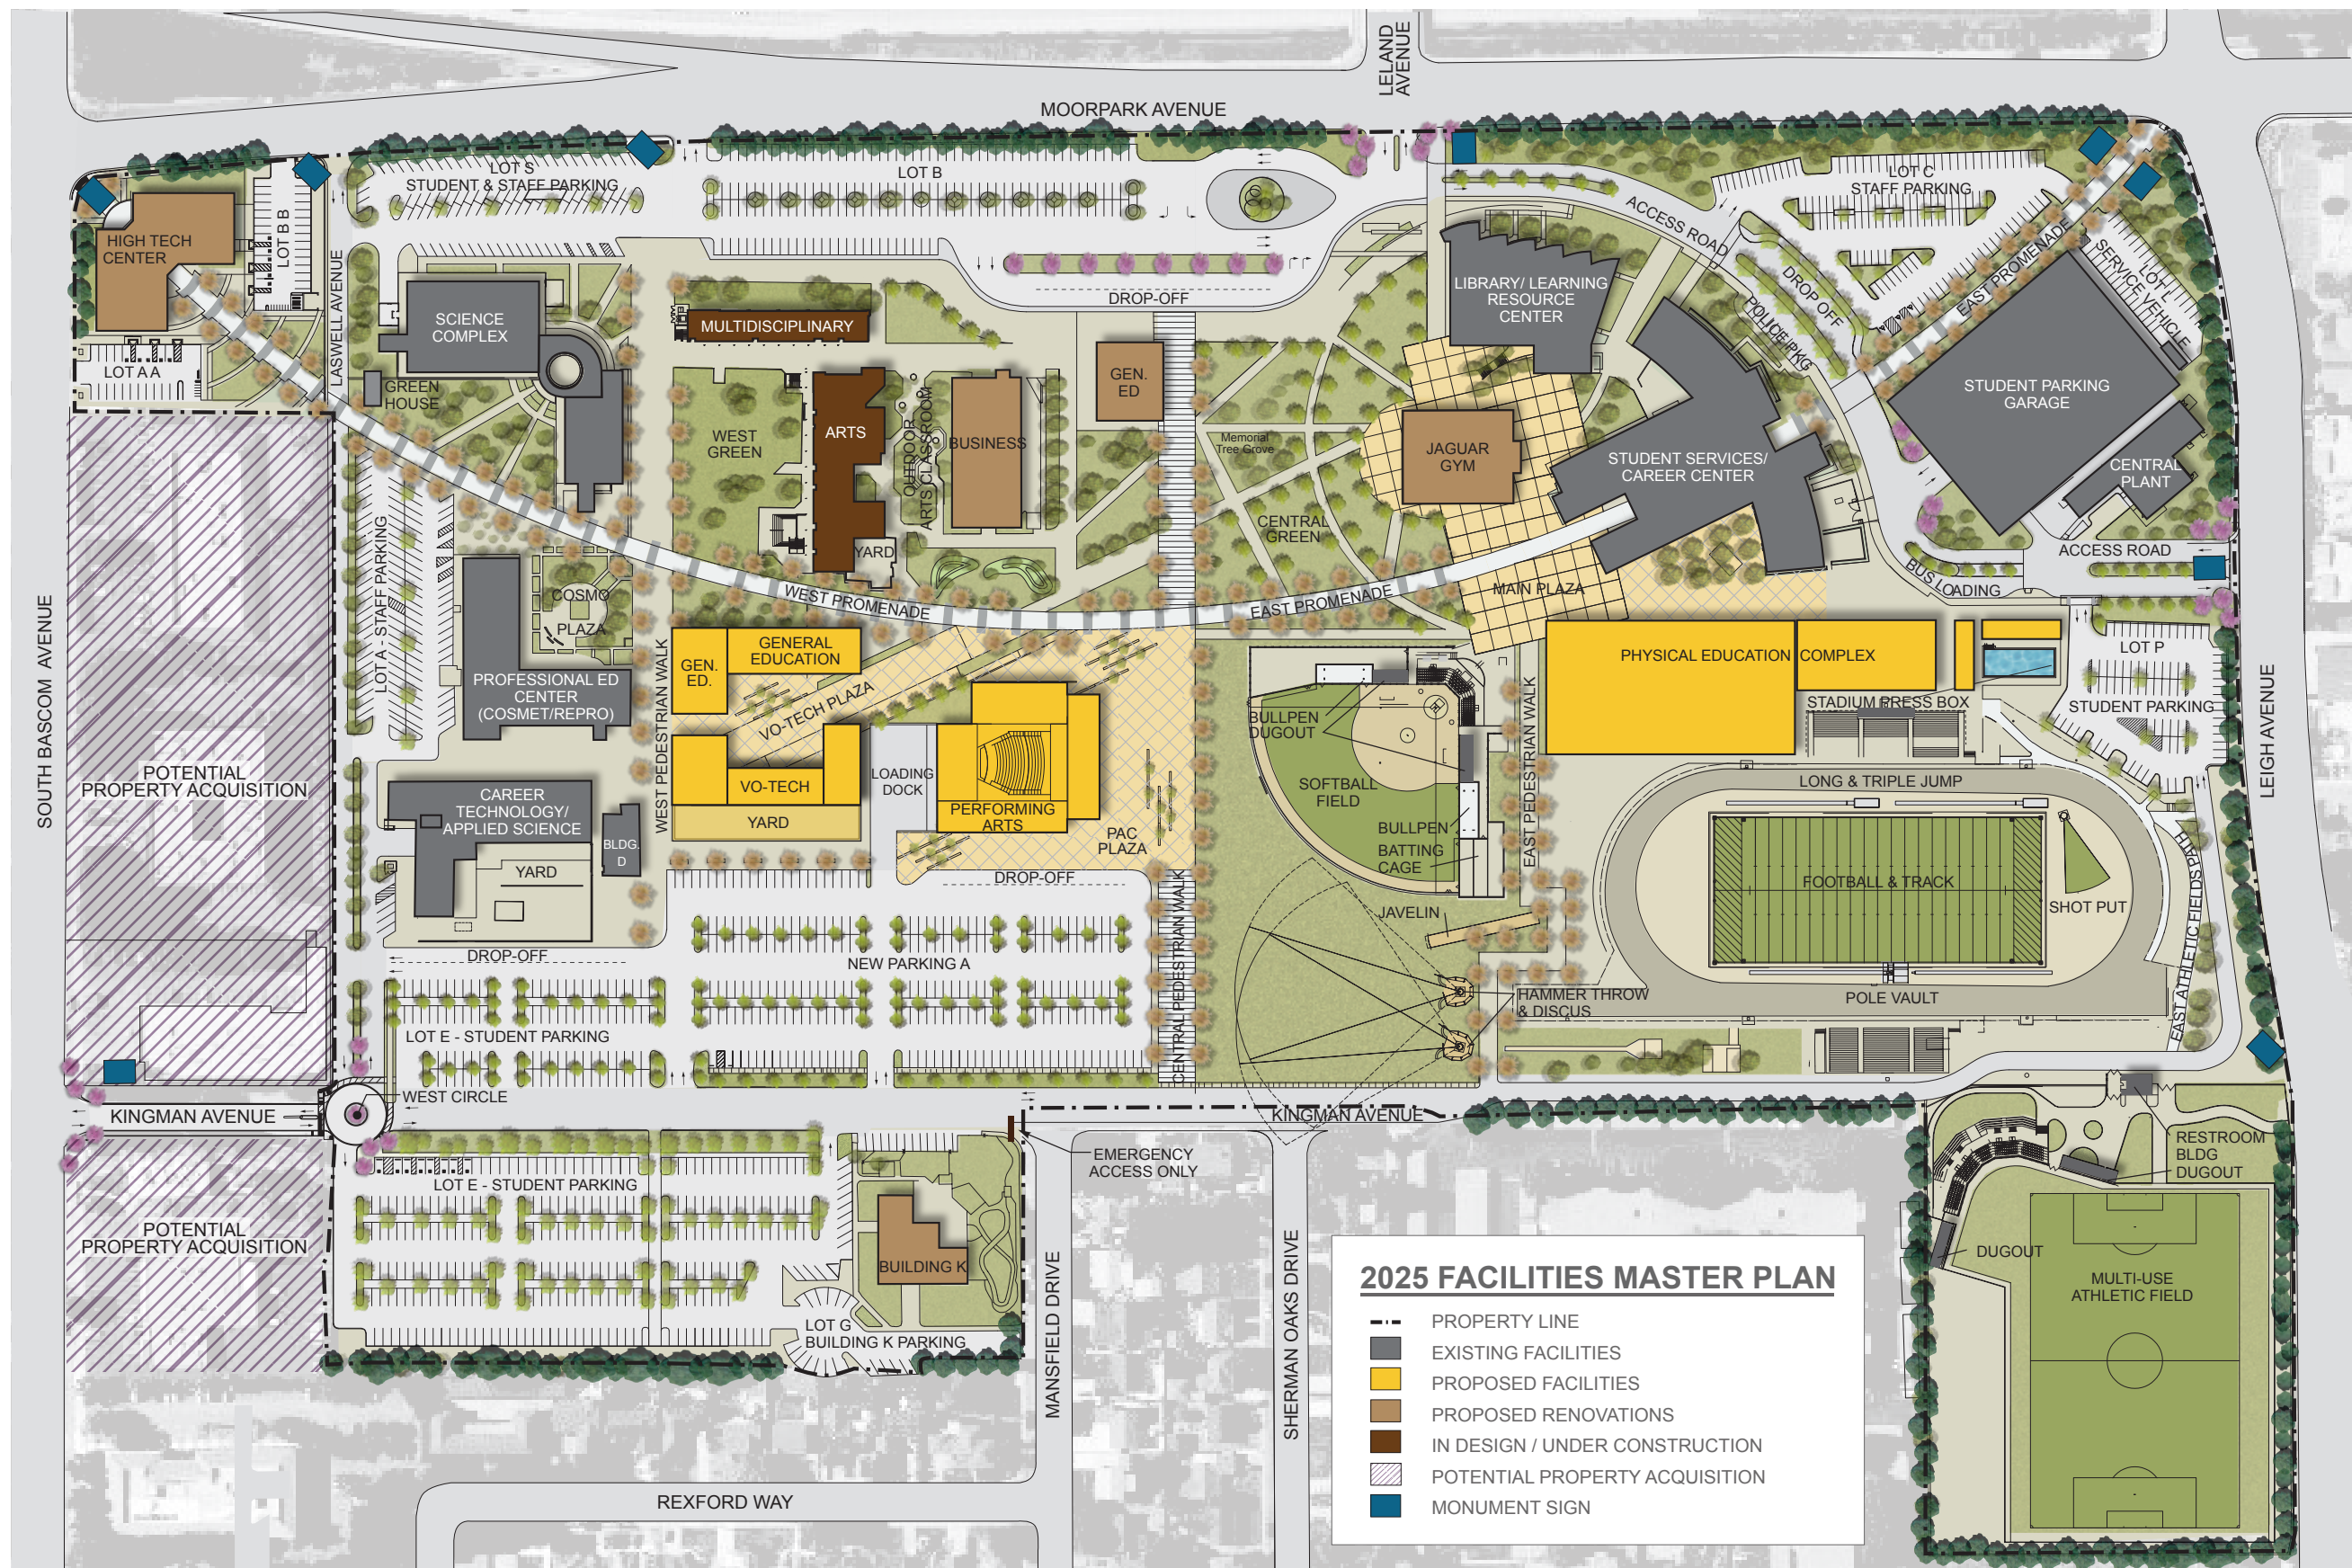 LELAND
AVENUE
MOORPARK AVENUE
LOT S
STUDENT & STAFF PARKING
LOT B
LOT C
STAFF PARKING
ACCESS ROAD
HIGH TECH
CENTER
LOT B B
LASWELL AVENUE
DROP OFF
POLICE PKG
EAST PROMENADE
LOT L
SERVICE VEHICLE
LIBRARY/ LEARNING
RESOURCE
CENTER
DROP-OFF
SCIENCE
COMPLEX
MULTIDISCIPLINARY
LOT A A
GREEN
HOUSE
GEN.
ED
STUDENT PARKING
GARAGE
WEST
GREEN
ARTS
OUTDOOR
ARTS CLASSROOM
BUSINESS
Memorial
Tree Grove
JAGUAR
GYM
STUDENT SERVICES/
CAREER CENTER
CENTRAL
PLANT
CENTRAL
GREEN
YARD
ACCESS ROAD
BUS LOADING
LOT A - STAFF PARKING
COSMO
PLAZA
WEST PROMENADE
EAST PROMENADE
MAIN PLAZA
SOUTH BASCOM AVENUE
WEST PEDESTRIAN WALK
GEN.
ED.
GENERAL
EDUCATION
PHYSICAL EDUCATION COMPLEX
LOT P
STUDENT PARKING
LEIGH AVENUE
PROFESSIONAL ED
CENTER
(COSMET/REPRO)
VO-TECH PLAZA
BULLPEN
DUGOUT
EAST PEDESTRIAN WALK
STADIUM PRESS BOX
POTENTIAL
PROPERTY ACQUISITION
CAREER
TECHNOLOGY/
APPLIED SCIENCE
VO-TECH
LOADING
DOCK
SOFTBALL
FIELD
LONG & TRIPLE JUMP
YARD
PERFORMING
ARTS
PAC
PLAZA
BULLPEN
BATTING
CAGE
BLDG.
D
YARD
DROP-OFF
FOOTBALL & TRACK
SHOT PUT
EAST ATHLETIC FIELDS PATH
JAVELIN
CENTRAL PEDESTRIAN WALK
DROP-OFF
NEW PARKING A
HAMMER THROW
& DISCUS
POLE VAULT
LOT E - STUDENT PARKING
WEST CIRCLE
KINGMAN AVENUE
KINGMAN AVENUE
EMERGENCY
ACCESS ONLY
RESTROOM
BLDG
DUGOUT
LOT E - STUDENT PARKING
POTENTIAL
PROPERTY ACQUISITION
BUILDING K
MANSFIELD DRIVE
SHERMAN OAKS DRIVE
DUGOUT
MULTI-USE
ATHLETIC FIELD
LOT G
BUILDING K PARKING
REXFORD WAY
2025 FACILITIES MASTER PLAN
PROPERTY LINE
EXISTING FACILITIES
PROPOSED FACILITIES
PROPOSED RENOVATIONS
IN DESIGN / UNDER CONSTRUCTION
POTENTIAL PROPERTY ACQUISITION
MONUMENT SIGN